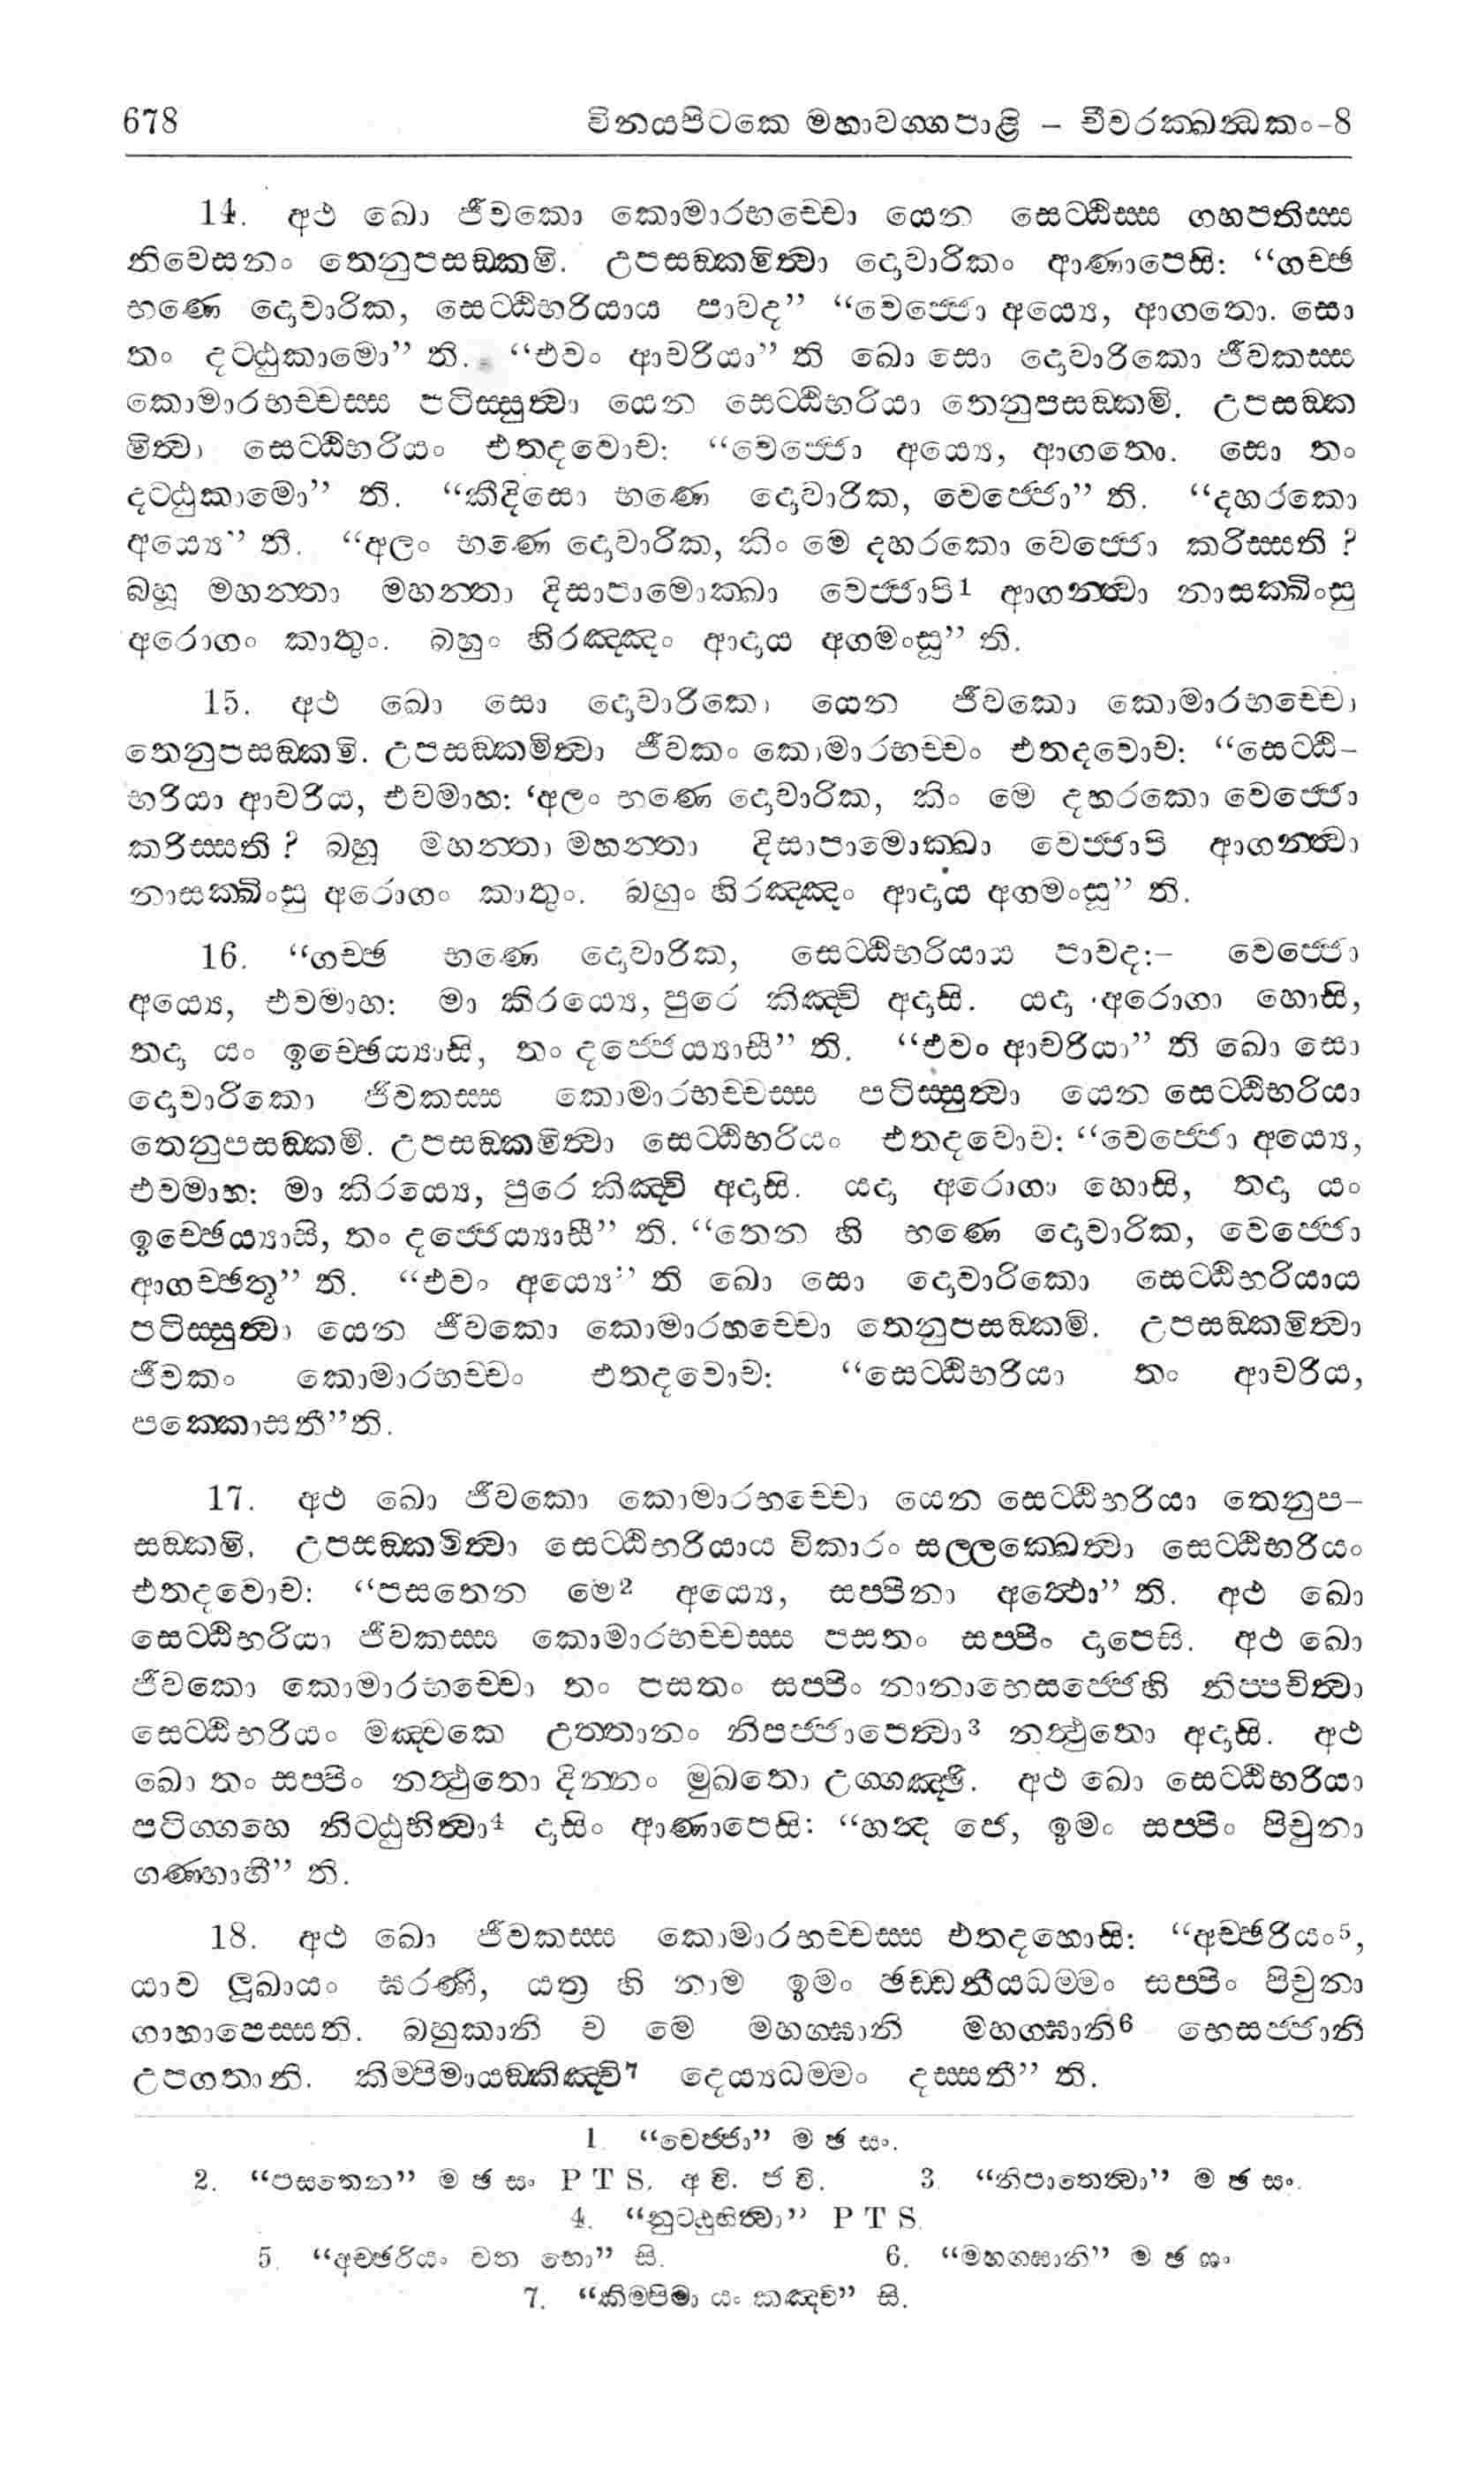 678 විනයපිටකෙ මහාවග්ගපාළි – චීවරක්ඛන්ධකං-8
14. අථ ඛො ජීවකො කොමාරභච්චො යෙන සෙට්ඨිස්ස ගහපතිස්ස
නිවෙසනං තෙනුපසඞ්කමි. උපසඞ්කමිත්වා දොවාරිකං ආණාපෙසි: “ගච්ඡ
භණෙ දොවාරික, සෙට්ඨිභරියාය පාවද” “වෙජ්ජො අය්‍යෙ, ආගතො. සො
තං දට්ඨුකාමො” ති. “එවං ආචරියා” ති ඛො සො දොවාරිකො ජීවකස්ස
කොමාරභච්චස්ස පටිස්සුත්වා යෙන සෙට්ඨිභරියා තෙනුපසඞ්කමි. උපසඞ්ක
මිත්වා සෙට්ඨිභරියං එතදවොච: “වෙජ්ජො අය්‍යෙ, ආගතො. සො තං
දට්ඨුකාමො” ති. “කීදිසො භණෙ දොවාරික, වෙජ්ජො” ති. “දහරකො
අය්‍යෙ” ති. “අලං භණෙ දොවාරික, කිං මෙ දහරකො වෙජ්ජො කරිස්සති ?
බහූ මහන්තා මහන්තා දිසාපාමොක්ඛා වෙජ්ජාපි1 ආගන්ත්වා නාසක්ඛිංසු
අරොගං කාතුං. බහුං හිරඤ්ඤං ආදාය අගමංසූ” ති.
15. අථ ඛො සො දොවාරිකො යෙන ජීවකො කොමාරභච්චො
තෙනුපසඞ්කමි. උපසඞ්කමිත්වා ජීවකං කොමාරභච්චං එතදවොච: “සෙට්ඨි–
භරියා ආචරිය, එවමාහ: ‘අලං භණෙ දොවාරික, කිං මෙ දහරකො වෙජ්ජො
කරිස්සති ? බහූ මහන්තා මහන්තා දිසාපාමොක්ඛා වෙජ්ජාපි ආගන්ත්වා
නාසක්ඛිංසු අරොගං කාතුං. බහුං හිරඤ්ඤං ආදාය අගමංසූ” ති.
16. “ගච්ඡ භණෙ දොවාරික, සෙට්ඨිභරියාය පාවද:– වෙජ්ජො
අය්‍යෙ, එවමාහ: මා කිරය්‍යෙ, පුරෙ කිඤ්චි අදාසි. යදා අරොගා හොසි,
තදා යං ඉච්ඡෙය්‍යාසි, තං දජ්ජෙය්‍යාසී” ති. “එවං ආචරියා” ති ඛො සො
දොවාරිකො ජීවකස්ස කොමාරභච්චස්ස පටිස්සුත්වා යෙන සෙට්ඨිභරියා
තෙනුපසඞ්කමි. උපසඞ්කමිත්වා සෙට්ඨිභරියං එතදවොච: “වෙජ්ජො අය්‍යෙ,
එවමාහ: මා කිරය්‍යෙ, පුරෙ කිඤ්චි අදාසි. යදා අරොගා හොසි, තදා යං
ඉච්ඡෙය්‍යාසි, තං දජ්ජෙය්‍යාසී” ති. “තෙන හි භණෙ දොවාරික, වෙජ්ජො
ආගච්ඡතූ” ති. “එවං අය්‍යෙ” ති ඛො සො දොවාරිකො සෙට්ඨිභරියාය
පටිස්සුත්වා යෙන ජීවකො කොමාරභච්චො තෙනුපසඞ්කමි. උපසඞ්කමිත්වා
ජීවකං කොමාරභච්චං එතදවොච: “සෙට්ඨිභරියා තං ආචරිය,
පක්කොසතී”ති.
17. අථ ඛො ජීවකො කොමාරභච්චො යෙන සෙට්ඨිභරියා තෙනුප–
සඞ්කමි. උපසඞ්කමිත්වා සෙට්ඨිභරියාය විකාරං සල්ලක්ඛෙත්වා සෙට්ඨිභරියං
එතදවොච: “පසතෙන මෙ2 අය්‍යෙ, සප්පිනා අත්ථො” ති. අථ ඛො
සෙට්ඨිභරියා ජීවකස්ස කොමාරභච්චස්ස පසතං සප්පිං දාපෙසි. අථ ඛො
ජීවකො කොමාරභච්චො තං පසතං සප්පිං නානාභෙසජ්ජෙහි නිප්පචිත්වා
සෙට්ඨිභරියං මඤ්චකෙ උත්තානං නිපජ්ජාපෙත්වා3 නත්ථුතො අදාසි. අථ
ඛො තං සප්පිං නත්ථුතො දින්නං මුඛතො උග්ගඤ්ඡි. අථ ඛො සෙට්ඨිභරියා
පටිග්ගහෙ නිට්ඨුභිත්වා4 දාසිං ආණාපෙසි: “හන්ද ජෙ, ඉමං සප්පිං පිචුනා
ගණ්හාහී” ති.
18. අථ ඛො ජීවකස්ස කොමාරභච්චස්ස එතදහොසි: “අච්ඡරියං5,
යාව ලූඛායං ඝරණී, යත්‍ර හි නාම ඉමං ඡඩ්ඩනීයධම්මං සප්පිං පිචුනා
ගාහාපෙස්සති. බහුකානි ච මෙ මහග්ඝානි මහග්ඝානි6 භෙසජ්ජානි
උපගතානි. කිම්පිමායඞ්කිඤ්චි7 දෙය්‍යධම්මං දස්සතී” ති.
1. “වෙජ්ජා” ම ඡ සං.
2. “පසතෙන” ම ඡ සං P T S. අ වි. ජ වි. 3. “නිපාතෙත්වා” ම ඡ සං.
4. “නුට්ඨුභිත්වා” P T S.
5. “අච්ඡරියං වත භො” සි. 6. “මහග්ඝානි” ම ඡ සං
7. “කිම්පිමා යං කඤ්චි” සි.